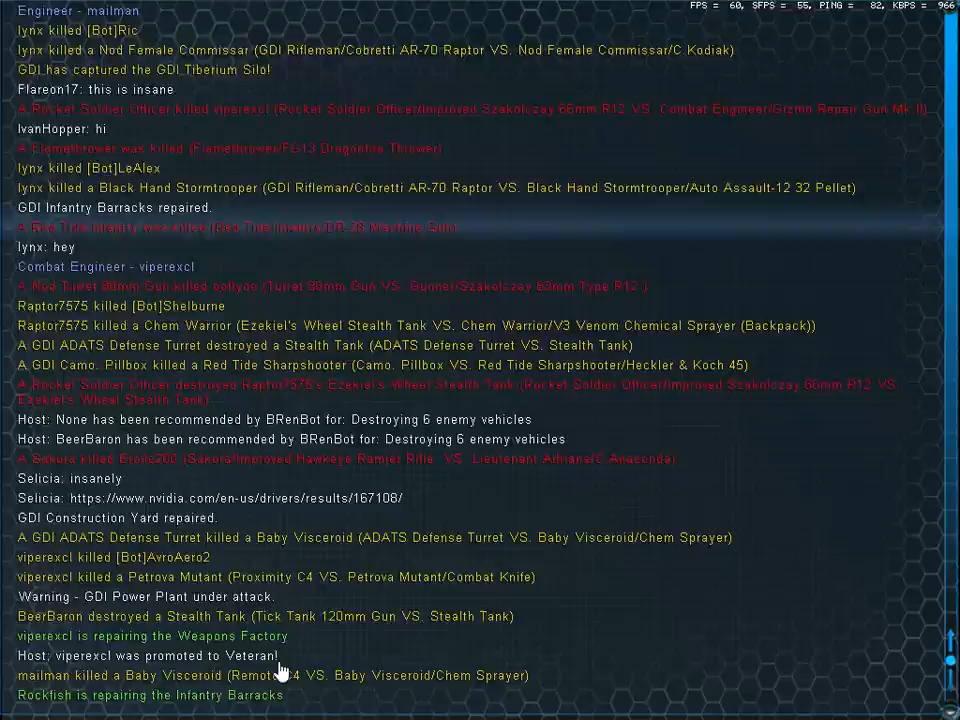 FPS = 60, SFPS = 55, PING = 82, KBPS = 966
Engineer - mailman
lynx killed [Bot]Ric
lynx killed a Nod Female Commissar (GDI Rifleman/Cobretti AR-70 Raptor VS. Nod Female Commissar/C Kodiak)
GDI has captured the GDI Tiberium Silo!
Flareon17: this is insane
A Rocket Soldier Officer killed viperexcl (Rocket Soldier Officer/Improved Szakolczay 66mm R12 VS. Combat Engineer/Gizmo Repair Gun Mk II)
IvanHopper: hi
A Flamethrower was killed (Flamethrower/FG13 Dragonfire Thrower)
lynx killed [Bot]LeAlex
lynx killed a Black Hand Stormtrooper (GDI Rifleman/Cobretti AR-70 Raptor VS. Black Hand Stormtrooper/Auto Assault-12 32 Pellet)
GDI Infantry Barracks repaired.
A Red Tide Infantry was killed (Red Tide Infantry/DP-28 Machine Gun)
lynx: hey
Combat Engineer - viperexcl
A Nod Turret 80mm Gun killed (Turret 80mm Gun VS. Gunner/Szakolczay 63mm Type R12 )
Raptor7575 killed [Bot]Shelburne
Raptor7575 killed a Chem Warrior (Ezekiel's Wheel Stealth Tank VS. Chem Warrior/V3 Venom Chemical Sprayer (Backpack))
A GDI ADATS Defense Turret destroyed a Stealth Tank (ADATS Defense Turret VS. Stealth Tank)
A GDI Camo. Pillbox killed a Red Tide Sharpshooter (Camo. Pillbox VS. Red Tide Sharpshooter/Heckler & Koch 45)
A Rocket Soldier Officer destroyed Raptor7575's Ezekiel's Wheel Stealth Tank (Rocket Soldier Officer/Improved Szakolczay 66mm R12 VS.
Ezekiel's Wheel Stealth Tank)
Host: None has been recommended by BRenBot for: Destroying 6 enemy vehicles
Host: BeerBaron has been recommended by BRenBot for: Destroying 6 enemy vehicles
A Sakura killed Etoile200 (Sakura/Improved Hawkeye Ramjet Rifle VS. Lieutenant Adriana/C Anaconda)
Selicia: insanely
Selicia: https://www.nvidia.com/en-us/drivers/results/167108/
GDI Construction Yard repaired.
A GDI ADATS Defense Turret killed a Baby Visceroid (ADATS Defense Turret VS. Baby Visceroid/Chem Sprayer)
viperexcl killed [Bot]AvroAero2
viperexcl killed a Petrova Mutant (Proximity C4 VS. Petrova Mutant/Combat Knife)
Warning - GDI Power Plant under attack.
BeerBaron destroyed a Stealth Tank (Tick Tank 120mm Gun VS. Stealth Tank)
viperexcl is repairing the Weapons Factory
Host: viperexcl was promoted to Veteran!
mailman killed a Baby Visceroid (Remote C4 VS. Baby Visceroid/Chem Sprayer)
Rockfish is repairing the Infantry Barracks